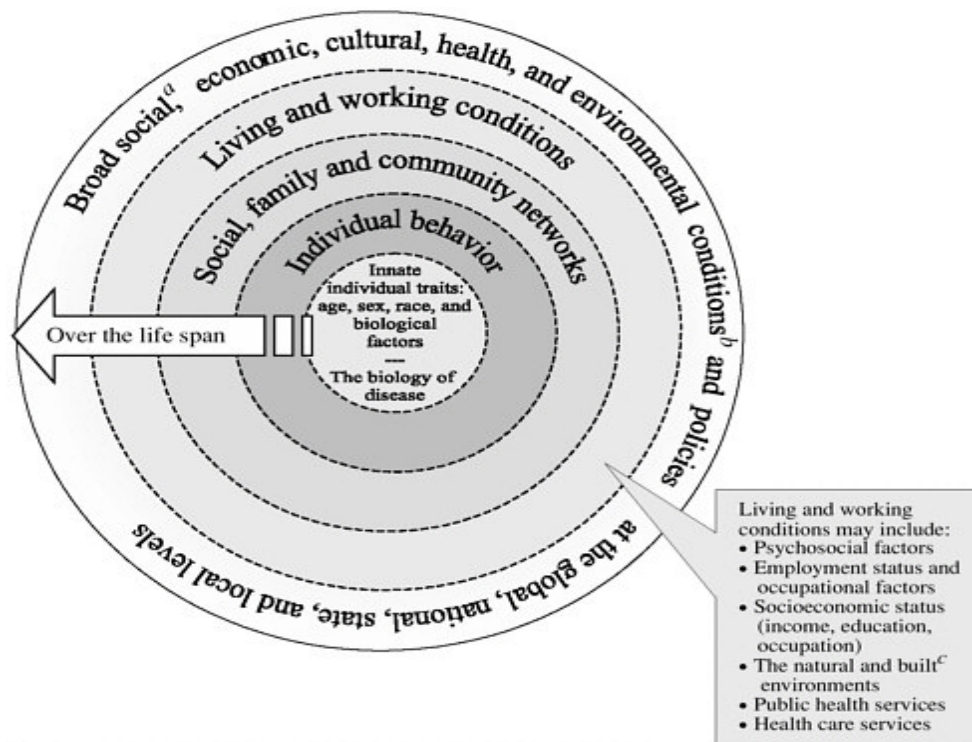 Broad social,a economic, cultural, health, and environmental conditionsb and policies
at the global, national, state, and local levels
Living and working conditions
Social, family and community networks
Individual behavior
Innate
individual traits:
age, sex, race, and
biological
factors
---
The biology of
disease
Over the life span
Living and working
conditions may include:
• Psychosocial factors
• Employment status and
occupational factors
• Socioeconomic status
(income, education,
occupation)
• The natural and builtc
environments
• Public health services
• Health care services